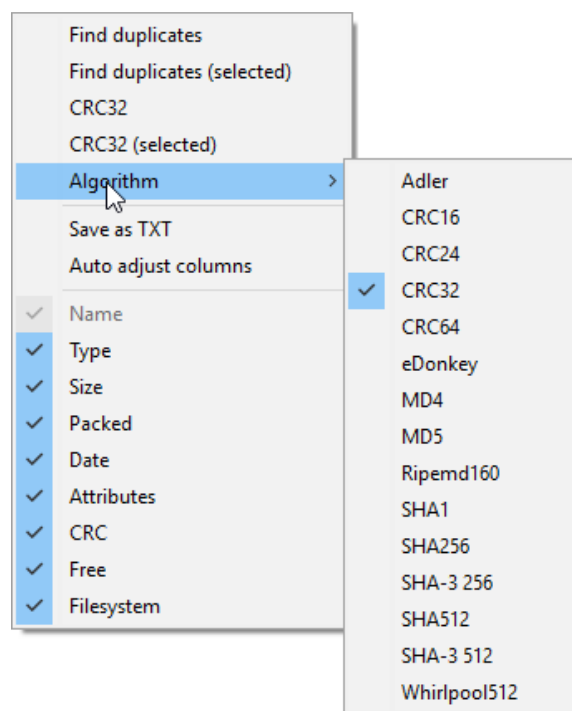 Find duplicates
Find duplicates (selected)
CRC32
CRC32 (selected)
Algorithm
Save as TXT
Auto adjust columns
Name
Type
Size
Packed
Date
Attributes
CRC
Free
Filesystem
Adler
CRC16
CRC24
CRC32
CRC64
eDonkey
MD4
MD5
Ripemd160
SHA1
SHA256
SHA-3 256
SHA512
SHA-3 512
Whirlpool512